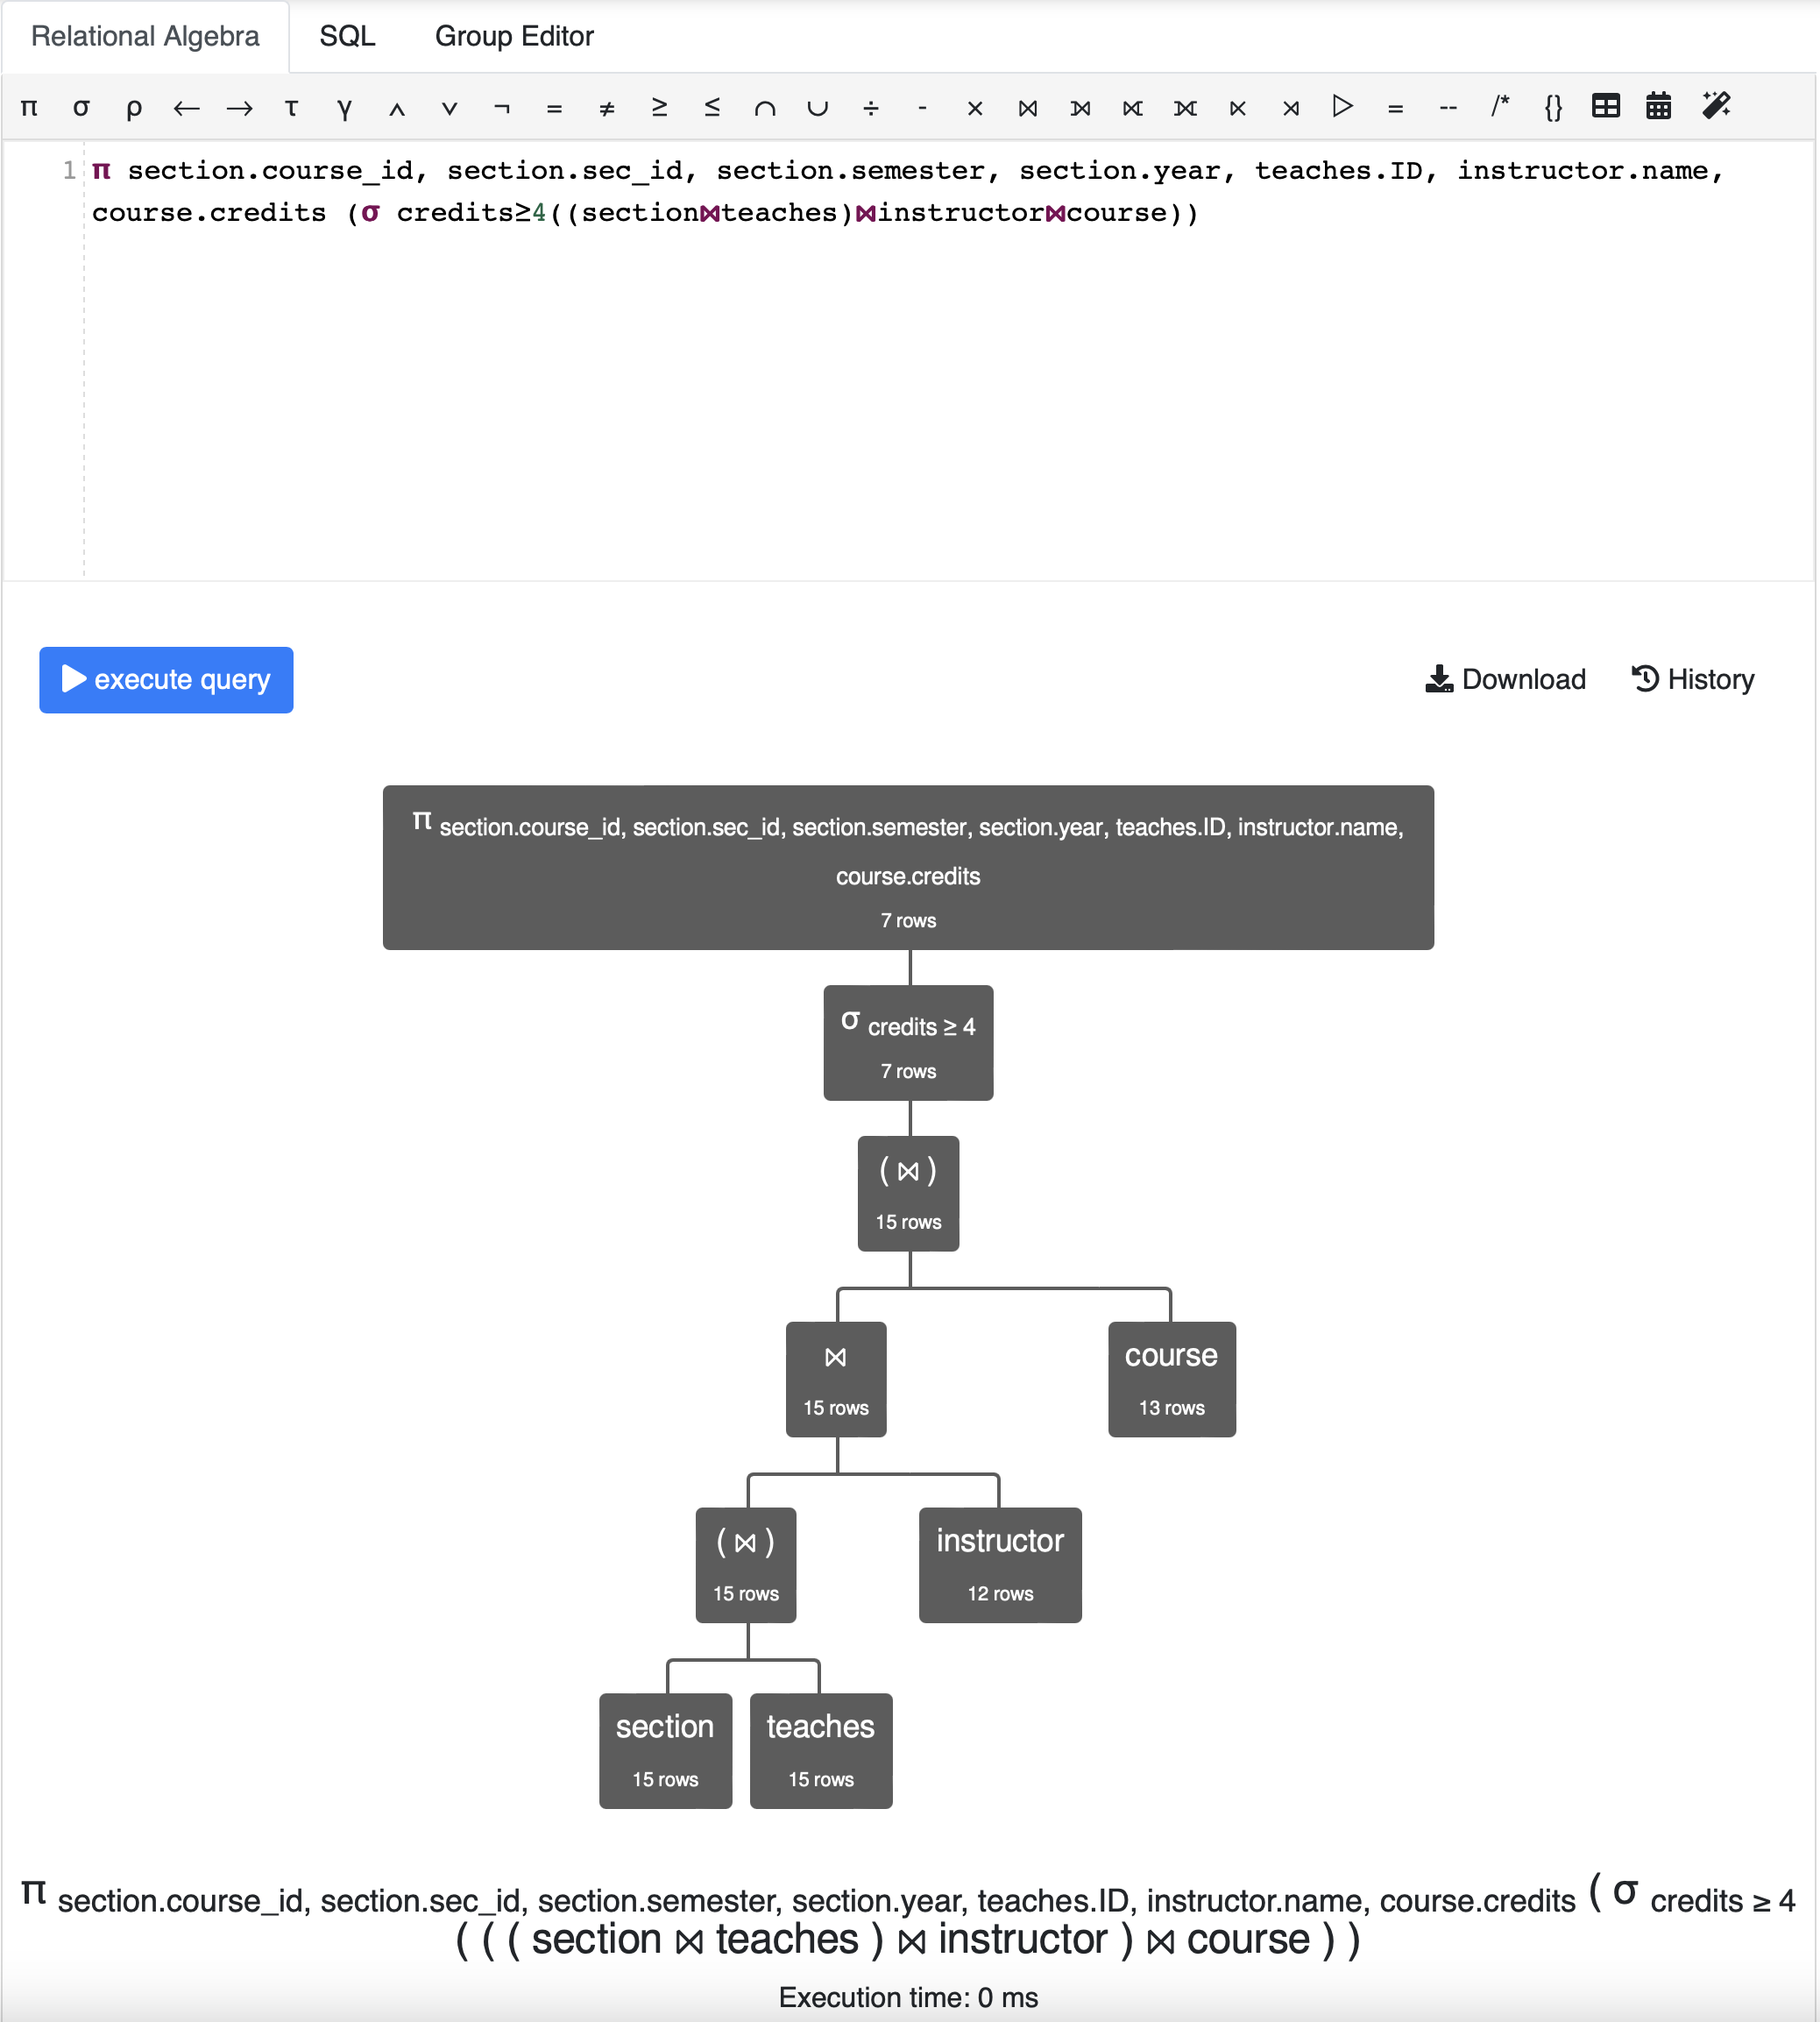 Relational Algebra SQL Group Editor
π σ ρ ← → τ γ ∧ ∨ ¬ = ≠ ≥ ≤ ∩ ∪ ÷ - × ⋈ ⟕ ⟖ ⟗ ⋉ ⋊ ▷ = -- /* {}
1 π section.course_id, section.sec_id, section.semester, section.year, teaches.ID, instructor.name,
course.credits (σ credits≥4((section⋈teaches)⋈instructor⋈course))
execute query Download History
π section.course_id, section.sec_id, section.semester, section.year, teaches.ID, instructor.name,
course.credits
7 rows
σ credits ≥ 4
7 rows
( ⋈ )
15 rows
⋈ course
15 rows 13 rows
( ⋈ ) instructor
15 rows 12 rows
section teaches
15 rows 15 rows
π section.course_id, section.sec_id, section.semester, section.year, teaches.ID, instructor.name, course.credits ( σ credits ≥ 4
( ( ( section ⋈ teaches ) ⋈ instructor ) ⋈ course ) )
Execution time: 0 ms